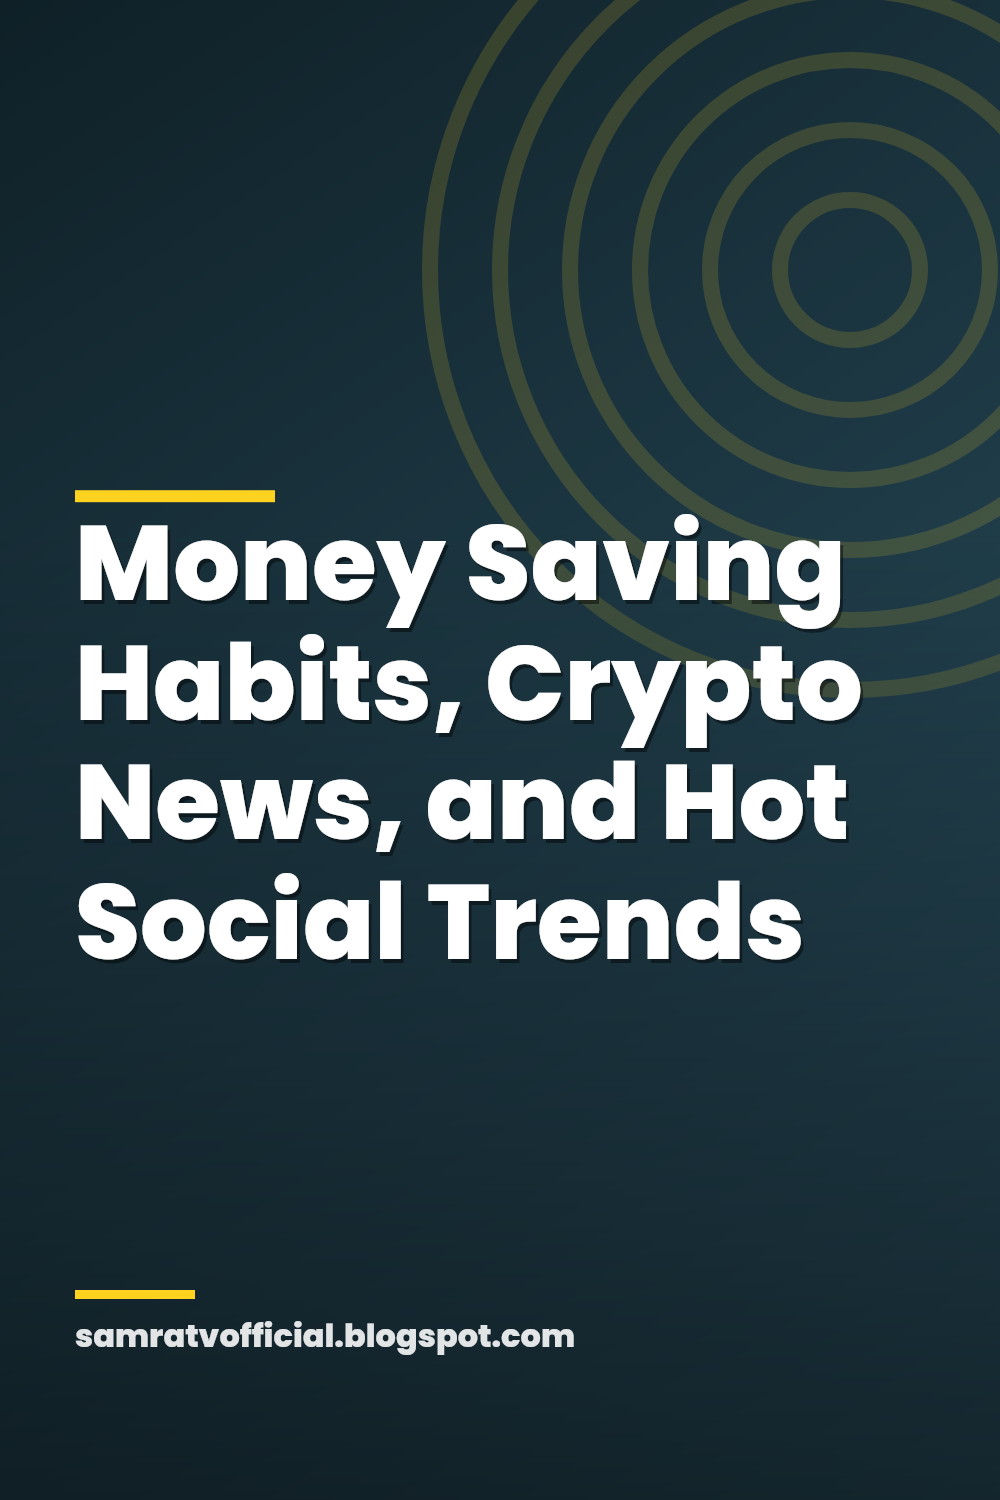 Money Saving
Habits, Crypto
News, and Hot
Social Trends
samratvofficial.blogspot.com